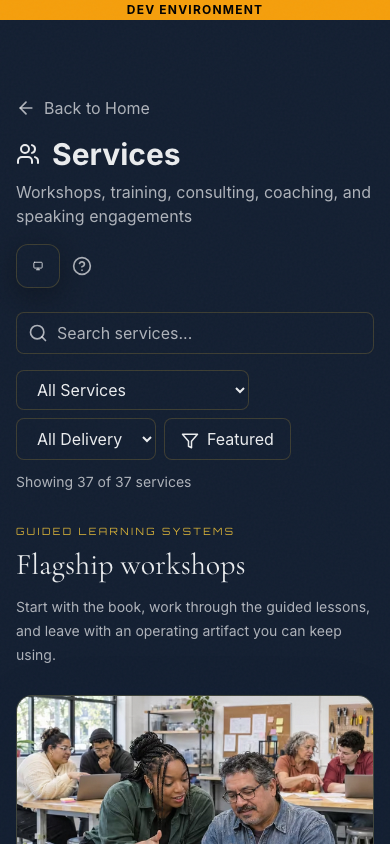 DEV ENVIRONMENT
Back to Home
Services
Workshops, training, consulting, coaching, and
speaking engagements
Search services...
All Services
All Delivery
Featured
Showing 37 of 37 services
GUIDED LEARNING SYSTEMS
Flagship workshops
Start with the book, work through the guided lessons,
and leave with an operating artifact you can keep
using.